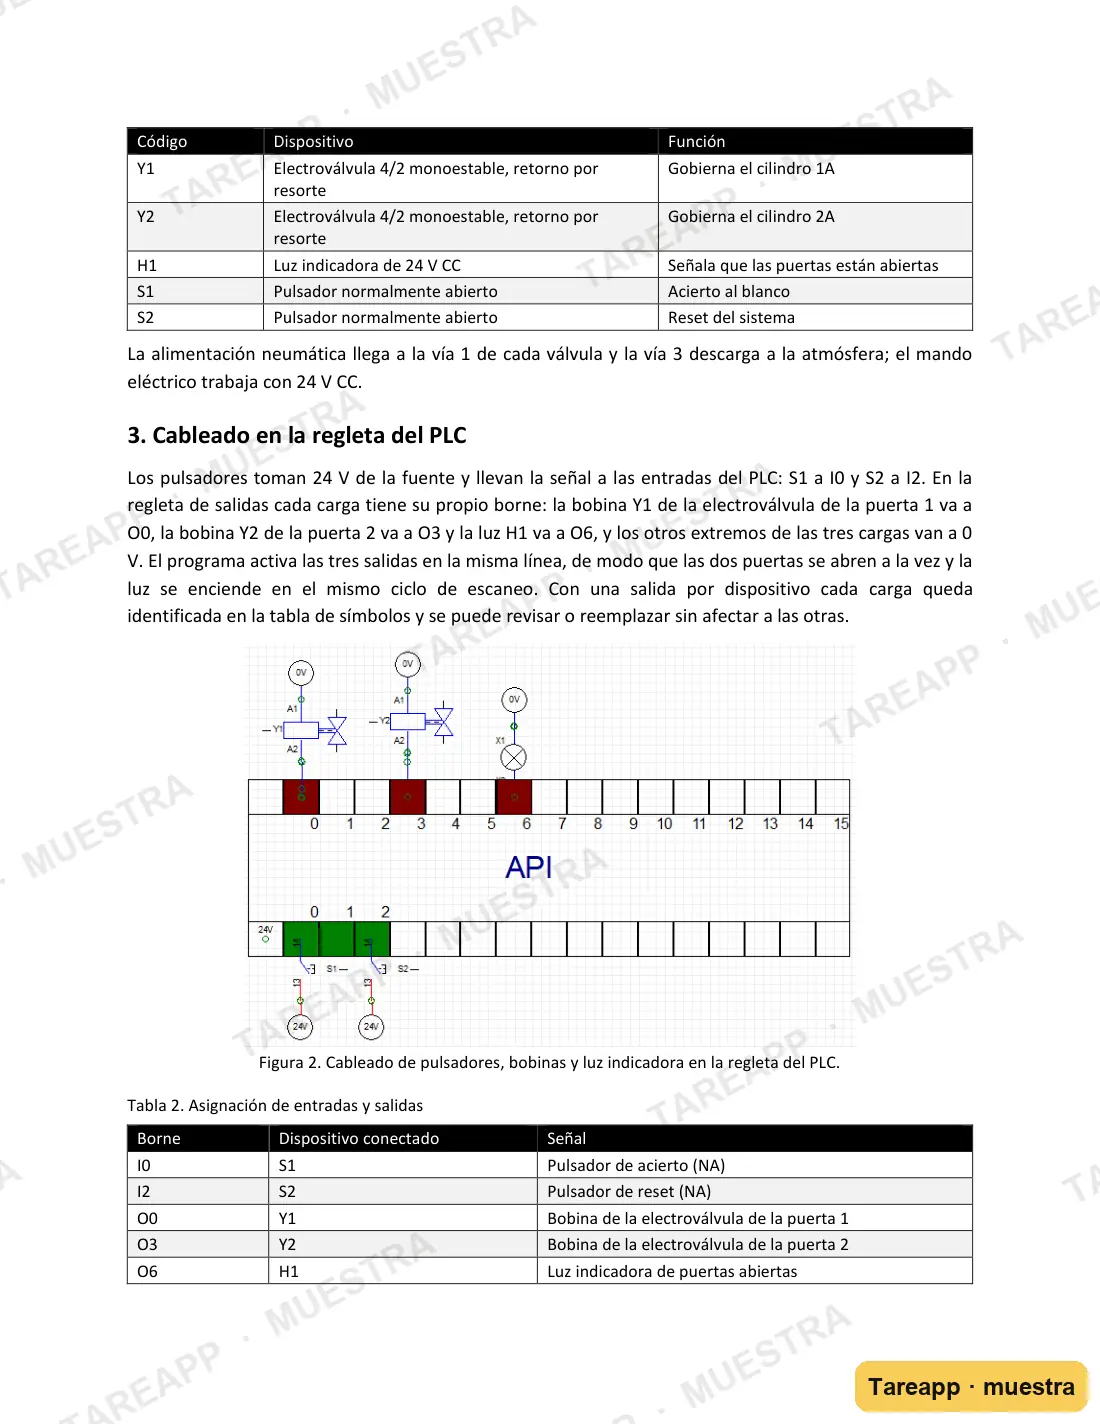 Código Dispositivo Función
Y1 Electroválvula 4/2 monoestable, retorno por resorte Gobierna el cilindro 1A
Y2 Electroválvula 4/2 monoestable, retorno por resorte Gobierna el cilindro 2A
H1 Luz indicadora de 24 V CC Señala que las puertas están abiertas
S1 Pulsador normalmente abierto Acierto al blanco
S2 Pulsador normalmente abierto Reset del sistema
La alimentación neumática llega a la vía 1 de cada válvula y la vía 3 descarga a la atmósfera; el mando
eléctrico trabaja con 24 V CC.
3. Cableado en la regleta del PLC
Los pulsadores toman 24 V de la fuente y llevan la señal a las entradas del PLC: S1 a I0 y S2 a I2. En la
regleta de salidas cada carga tiene su propio borne: la bobina Y1 de la electroválvula de la puerta 1 va a
O0, la bobina Y2 de la puerta 2 va a O3 y la luz H1 va a O6, y los otros extremos de las tres cargas van a 0
V. El programa activa las tres salidas en la misma línea, de modo que las dos puertas se abren a la vez y la
luz se enciende en el mismo ciclo de escaneo. Con una salida por dispositivo cada carga queda
identificada en la tabla de símbolos y se puede revisar o reemplazar sin afectar a las otras.
0V 0V 0V
A1 A1
Y1 Y2
A2 A2 X1
0 1 2 3 4 5 6 7 8 9 10 11 12 13 14 15
API
0 1 2
24V
S1 S2
13 13
24V 24V
Figura 2. Cableado de pulsadores, bobinas y luz indicadora en la regleta del PLC.
Tabla 2. Asignación de entradas y salidas
Borne Dispositivo conectado Señal
I0 S1 Pulsador de acierto (NA)
I2 S2 Pulsador de reset (NA)
O0 Y1 Bobina de la electroválvula de la puerta 1
O3 Y2 Bobina de la electroválvula de la puerta 2
O6 H1 Luz indicadora de puertas abiertas
TAREAPP · MUESTRA
Tareapp · muestra